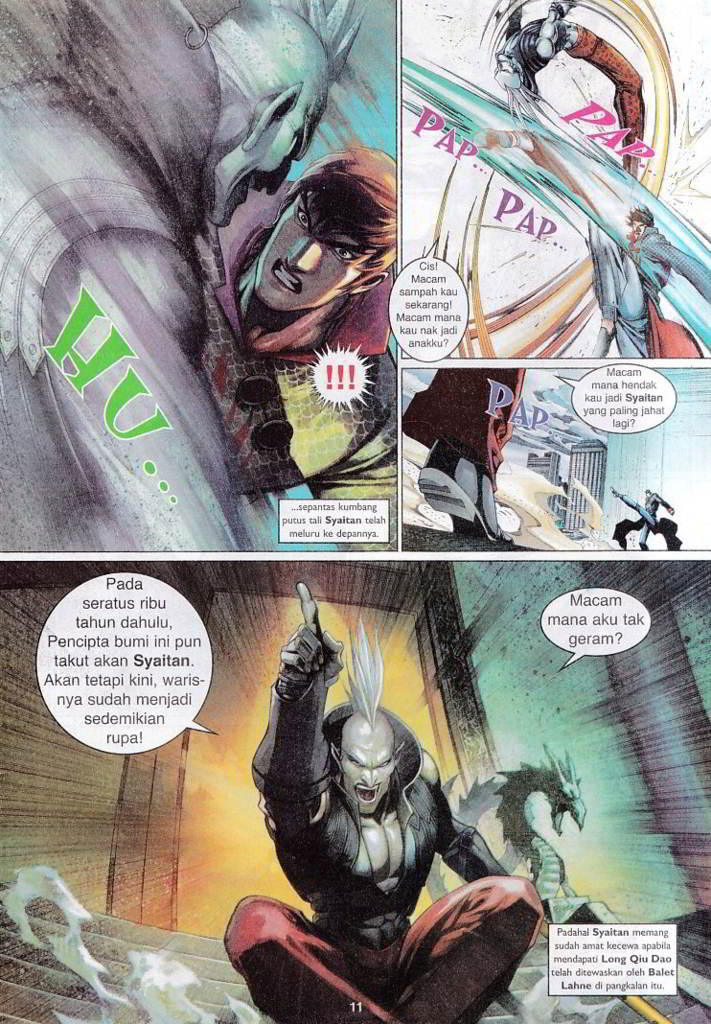 HU...
!!!
...sepantas kumbang
putus tali Syaitan telah
meluru ke depannya.
PAP...
PAP...
PAP...
PAP...
Cis!
Macam
sampah kau
sekarang!
Macam mana
kau nak jadi
anakku?
PAP...
Macam
mana hendak
kau jadi Syaitan
yang paling jahat
lagi?
Pada
seratus ribu
tahun dahulu,
Pencipta bumi ini pun
takut akan Syaitan.
Akan tetapi kini, waris-
nya sudah menjadi
sedemikian
rupa!
Macam
mana aku tak
geram?
Padahal Syaitan memang
sudah amat kecewa apabila
mendapati Long Qiu Dao
telah ditewaskan oleh Balet
Lahne di pangkalan itu.
11